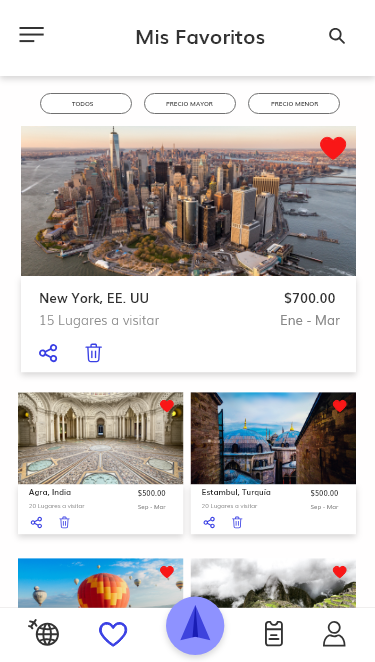 Mis Favoritos
TODOS
PRECIO MAYOR
PRECIO MENOR
New York, EE. UU
$700.00
15 Lugares a visitar
Ene - Mar
Agra, India
$500.00
20 Lugares a visitar
Sep - Mar
Estambul, Turquía
$500.00
20 Lugares a visitar
Sep - Mar